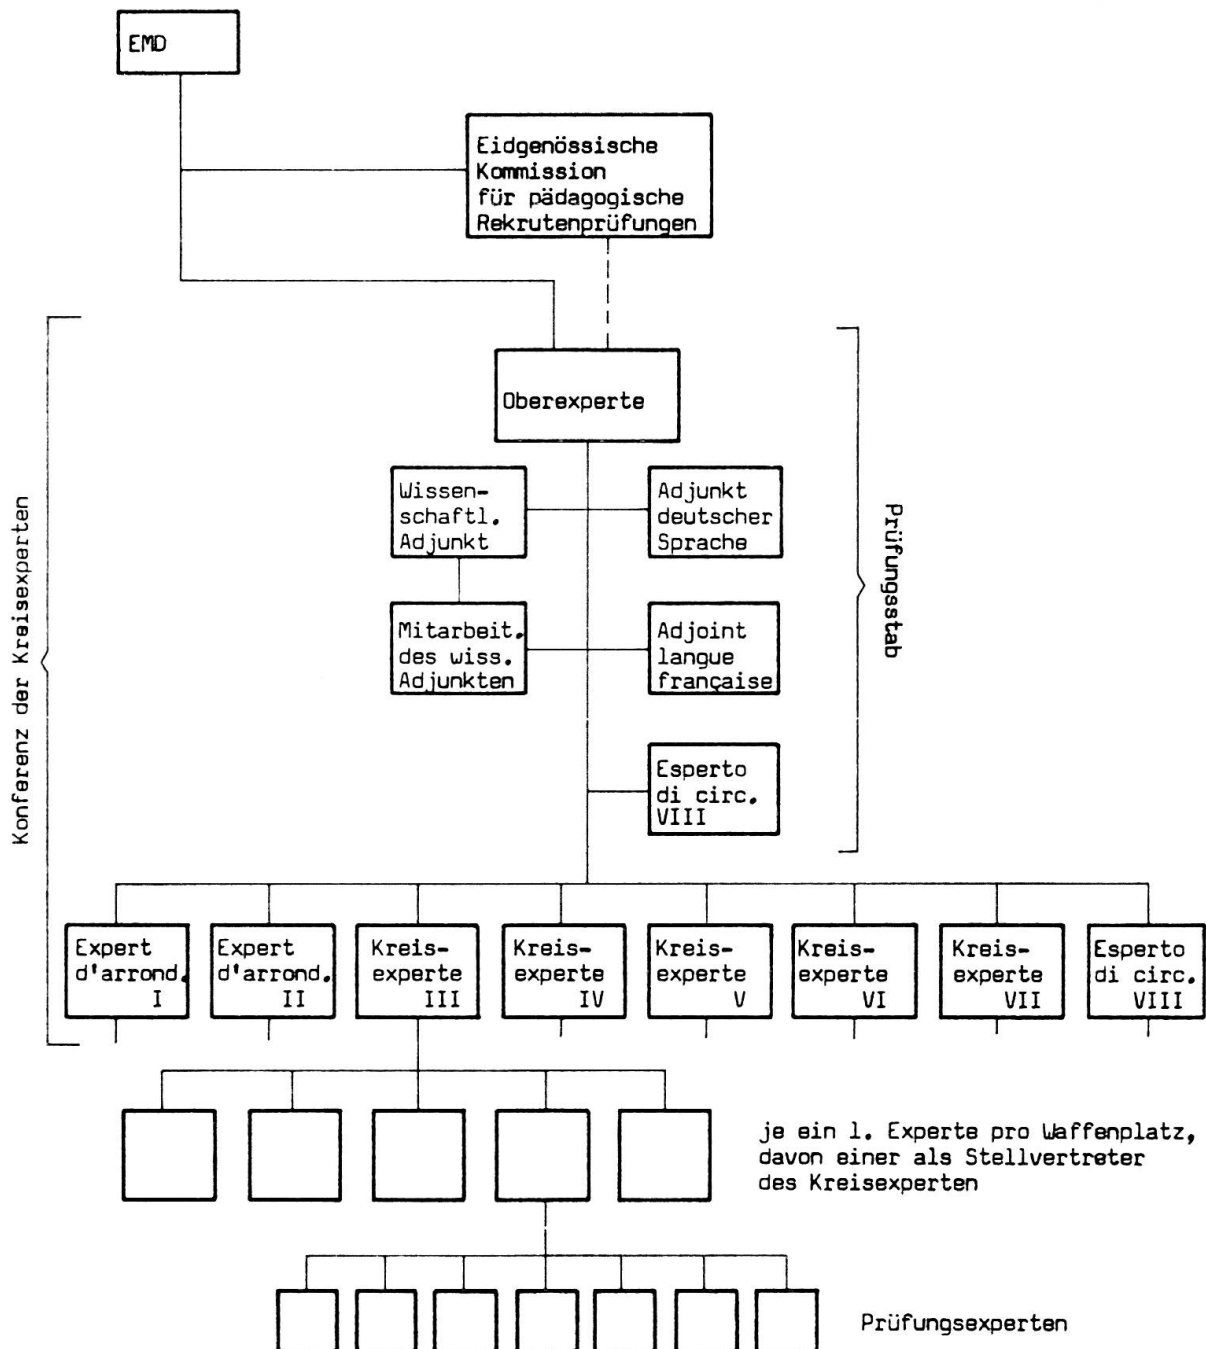 EMD
Eidgenössische
Kommission
für pädagogische
Rekrutenprüfungen
Konferenz der Kreisexperten
Oberexperte
Wissen-
schaftl.
Adjunkt
Adjunkt
deutscher
Sprache
Mitarbeit.
des wiss.
Adjunkten
Adjoint
langue
française
Esperto
di circ.
VIII
Prüfungsstab
Expert
d'arrond.
I
Expert
d'arrond.
II
Kreis-
experte
III
Kreis-
experte
IV
Kreis-
experte
V
Kreis-
experte
VI
Kreis-
experte
VII
Esperto
di circ.
VIII
je ein l. Experte pro Waffenplatz,
davon einer als Stellvertreter
des Kreisexperten
Prüfungsexperten